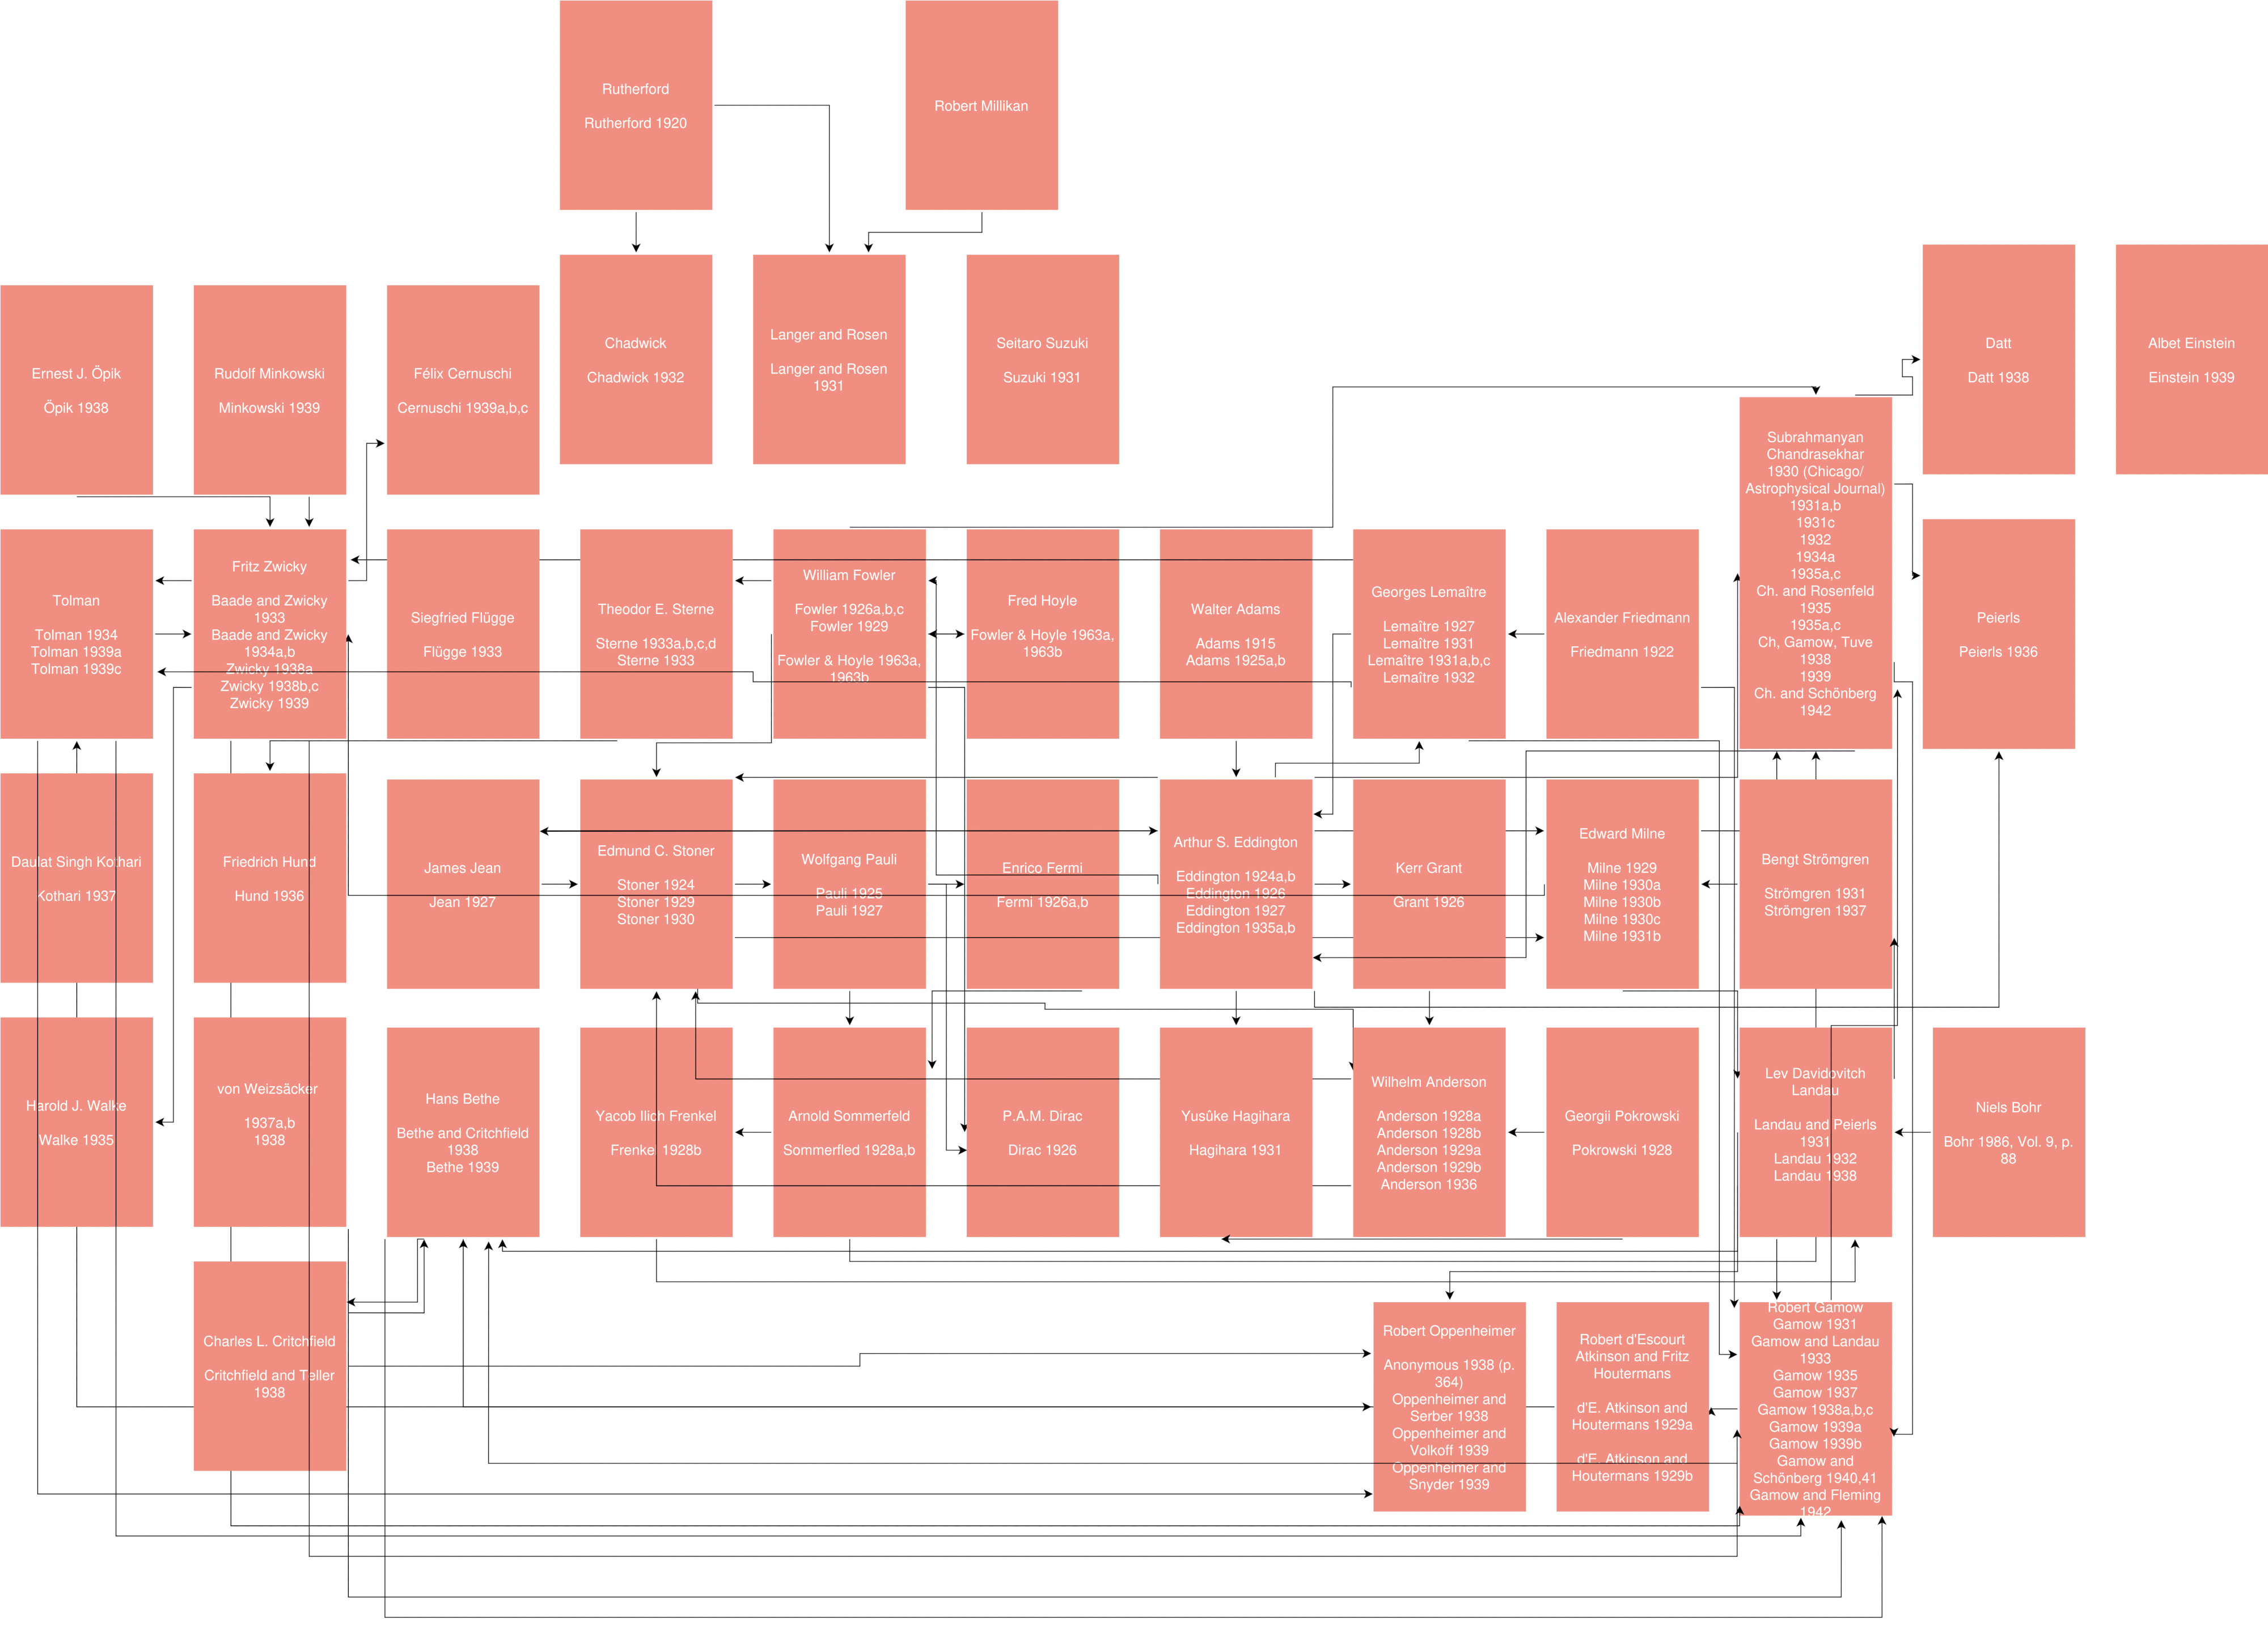 Rutherford
Rutherford 1920
Robert Millikan
Ernest J. Öpik
Öpik 1938
Rudolf Minkowski
Minkowski 1939
Félix Cernuschi
Cernuschi 1939a,b,c
Chadwick
Chadwick 1932
Langer and Rosen
Langer and Rosen
1931
Seitaro Suzuki
Suzuki 1931
Datt
Datt 1938
Albet Einstein
Einstein 1939
Subrahmanyan
Chandrasekhar
1930 (Chicago/
Astrophysical Journal)
1931a,b
1931c
1932
1934a
1935a,c
Ch. and Rosenfeld
1935
1935a,c
Ch, Gamow, Tuve
1938
1939
Ch. and Schönberg
1942
Tolman
Tolman 1934
Tolman 1939a
Tolman 1939c
Fritz Zwicky
Baade and Zwicky
1933
Baade and Zwicky
1934a,b
Zwicky 1938a
Zwicky 1938b,c
Zwicky 1939
Siegfried Flügge
Flügge 1933
Theodor E. Sterne
Sterne 1933a,b,c,d
Sterne 1933
William Fowler
Fowler 1926a,b,c
Fowler 1929
Fowler & Hoyle 1963a,
1963b
Fred Hoyle
Fowler & Hoyle 1963a,
1963b
Walter Adams
Adams 1915
Adams 1925a,b
Georges Lemaître
Lemaître 1927
Lemaître 1931
Lemaître 1931a,b,c
Lemaître 1932
Alexander Friedmann
Friedmann 1922
Peierls
Peierls 1936
Daulat Singh Kothari
Kothari 1937
Friedrich Hund
Hund 1936
James Jean
Jean 1927
Edmund C. Stoner
Stoner 1924
Stoner 1929
Stoner 1930
Wolfgang Pauli
Pauli 1925
Pauli 1927
Enrico Fermi
Fermi 1926a,b
Arthur S. Eddington
Eddington 1924a,b
Eddington 1926
Eddington 1927
Eddington 1935a,b
Kerr Grant
Grant 1926
Edward Milne
Milne 1929
Milne 1930a
Milne 1930b
Milne 1930c
Milne 1931b
Bengt Strömgren
Strömgren 1931
Strömgren 1937
Harold J. Walke
Walke 1935
von Weizsäcker
1937a,b
1938
Hans Bethe
Bethe and Critchfield
1938
Bethe 1939
Yacob Ilich Frenkel
Frenkel 1928b
Arnold Sommerfeld
Sommerfled 1928a,b
P.A.M. Dirac
Dirac 1926
Yusûke Hagihara
Hagihara 1931
Wilhelm Anderson
Anderson 1928a
Anderson 1928b
Anderson 1929a
Anderson 1929b
Anderson 1936
Georgii Pokrowski
Pokrowski 1928
Lev Davidovitch
Landau
Landau and Peierls
1931
Landau 1932
Landau 1938
Niels Bohr
Bohr 1986, Vol. 9, p.
88
Charles L. Critchfield
Critchfield and Teller
1938
Robert Oppenheimer
Anonymous 1938 (p.
364)
Oppenheimer and
Serber 1938
Oppenheimer and
Volkoff 1939
Oppenheimer and
Snyder 1939
Robert d'Escourt
Atkinson and Fritz
Houtermans
d'E. Atkinson and
Houtermans 1929a
d'E. Atkinson and
Houtermans 1929b
Robert Gamow
Gamow 1931
Gamow and Landau
1933
Gamow 1935
Gamow 1937
Gamow 1938a,b,c
Gamow 1939a
Gamow 1939b
Gamow and
Schönberg 1940,41
Gamow and Fleming
1942